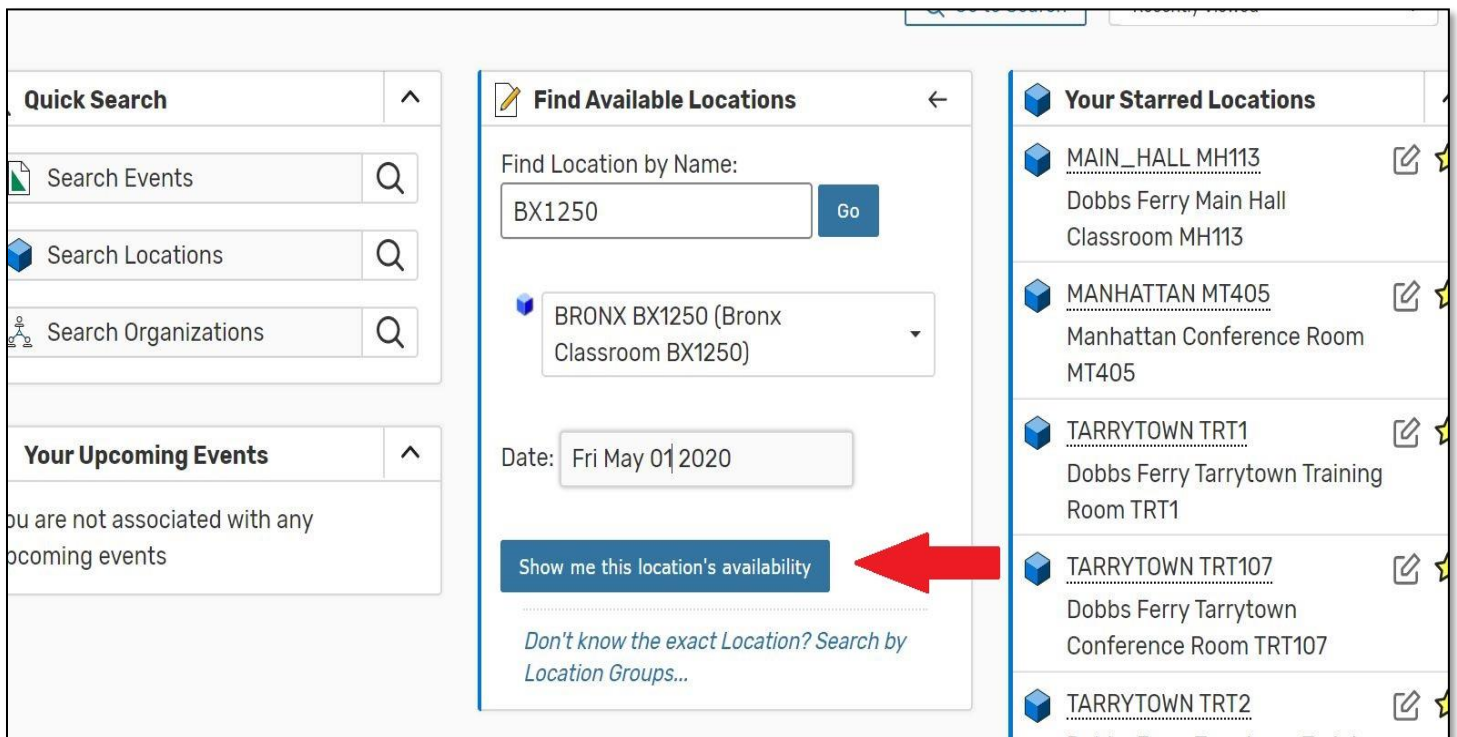 Quick Search
Search Events
Search Locations
Search Organizations
Your Upcoming Events
are not associated with any
events
Find Available Locations
Find Location by Name:
BX1250
Go
BRONX BX1250 (Bronx
Classroom BX1250)
Date: Fri May 01 2020
Show me this location's availability
Don't know the exact Location? Search by
Location Groups...
Your Starred Locations
MAIN_HALL MH113
Dobbs Ferry Main Hall
Classroom MH113
MANHATTAN MT405
Manhattan Conference Room
MT405
TARRYTOWN TRT1
Dobbs Ferry Tarrytown Training
Room TRT1
TARRYTOWN TRT107
Dobbs Ferry Tarrytown
Conference Room TRT107
TARRYTOWN TRT2